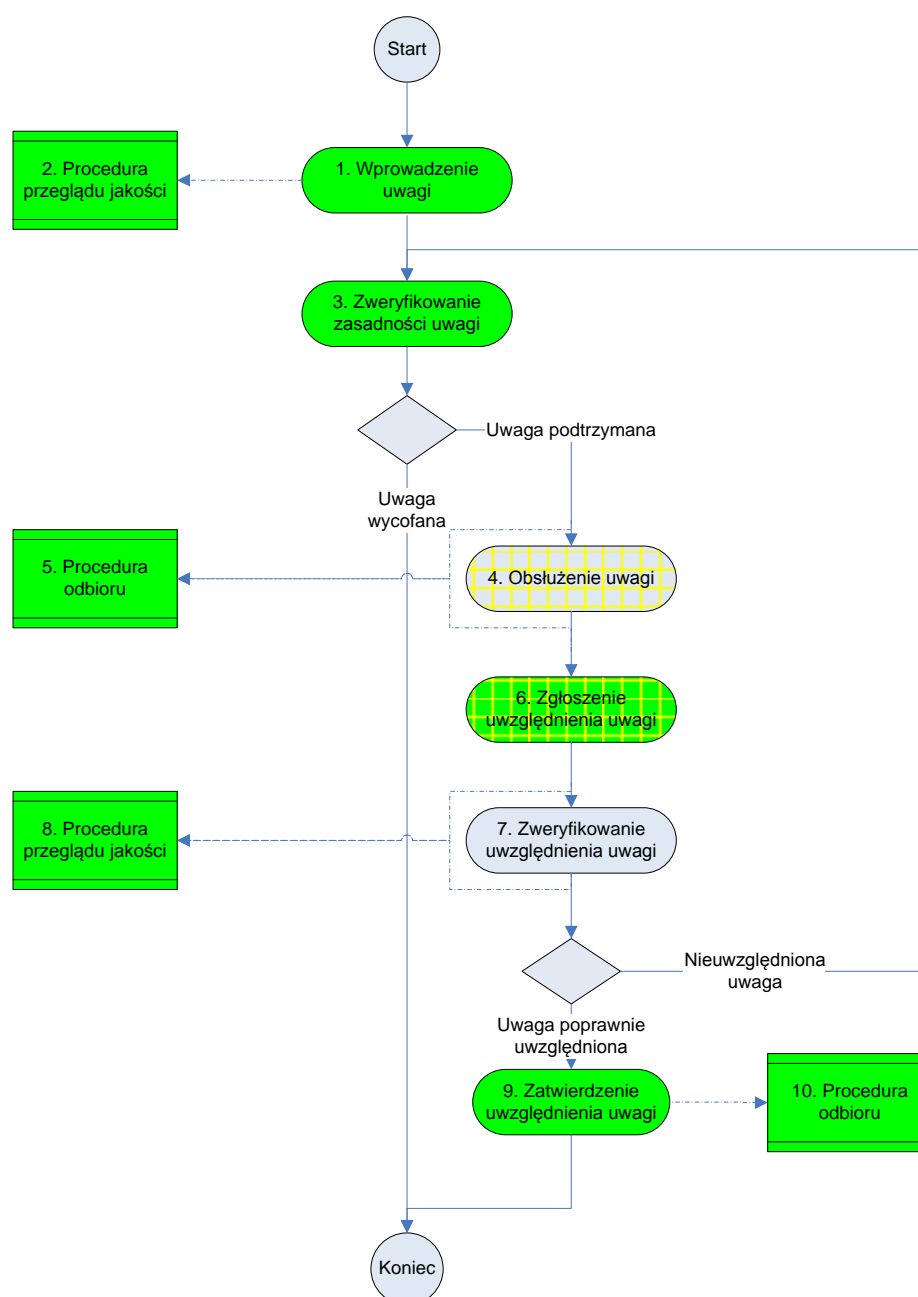 Start
2. Procedura
przeglądu jakości
1. Wprowadzenie
uwagi
3. Zweryfikowanie
zasadności uwagi
Uwaga podtrzymana
Uwaga
wycofana
5. Procedura
odbioru
4. Obsłużenie uwagi
6. Zgłoszenie
uwzględnienia uwagi
8. Procedura
przeglądu jakości
7. Zweryfikowanie
uwzględnienia uwagi
Nieuwzględniona
uwaga
Uwaga poprawnie
uwzględniona
9. Zatwierdzenie
uwzględnienia uwagi
10. Procedura
odbioru
Koniec